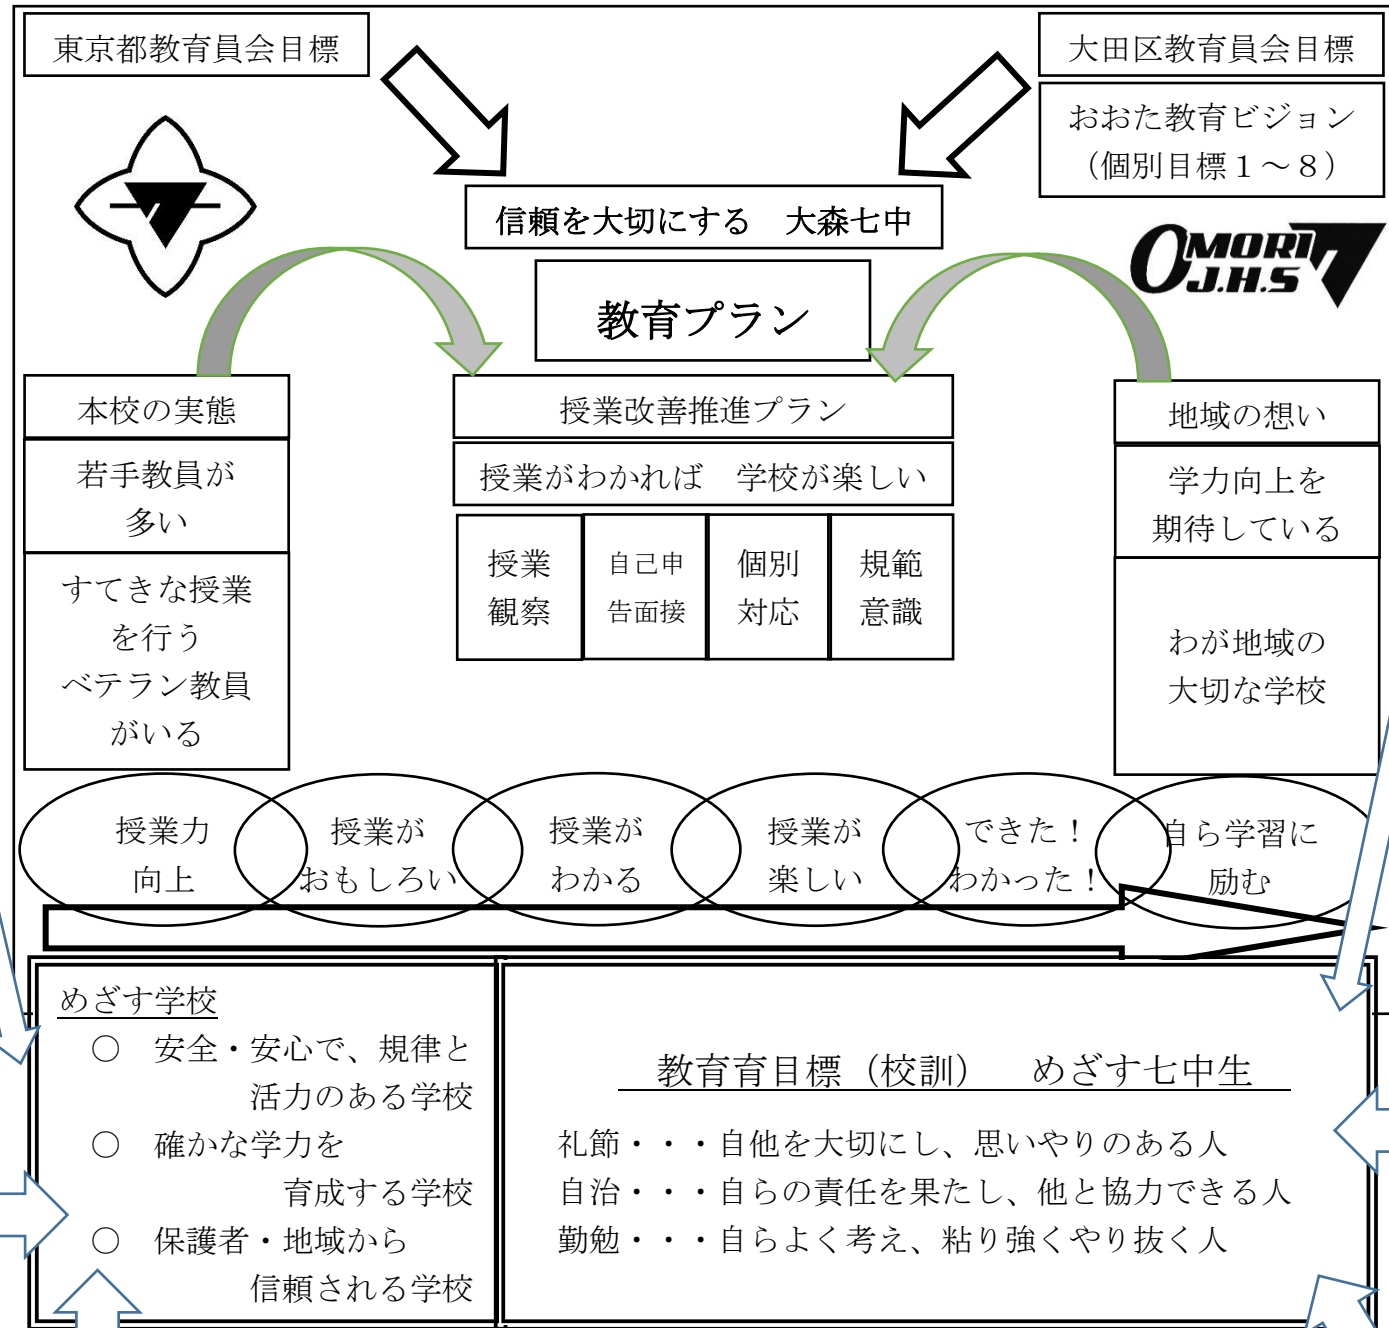 東京都教育員会目標
大田区教育員会目標
おおた教育ビジョン
（個別目標１～８）
信頼を大切にする　大森七中
OMORI 7
J.H.S
教育プラン
本校の実態
若手教員が
多い
すてきな授業
を行う
ベテラン教員
がいる
授業改善推進プラン
授業がわかれば　学校が楽しい
授業
観察
自己申
告面接
個別
対応
規範
意識
地域の想い
学力向上を
期待している
わが地域の
大切な学校
授業力
向上
授業が
おもしろい
授業が
わかる
授業が
楽しい
できた！
わかった！
自ら学習に
励む
めざす学校
○　安全・安心で、規律と
活力のある学校
○　確かな学力を
育成する学校
○　保護者・地域から
信頼される学校
教育育目標（校訓）　めざす七中生
礼節・・・自他を大切にし、思いやりのある人
自治・・・自らの責任を果たし、他と協力できる人
勤勉・・・自らよく考え、粘り強くやり抜く人